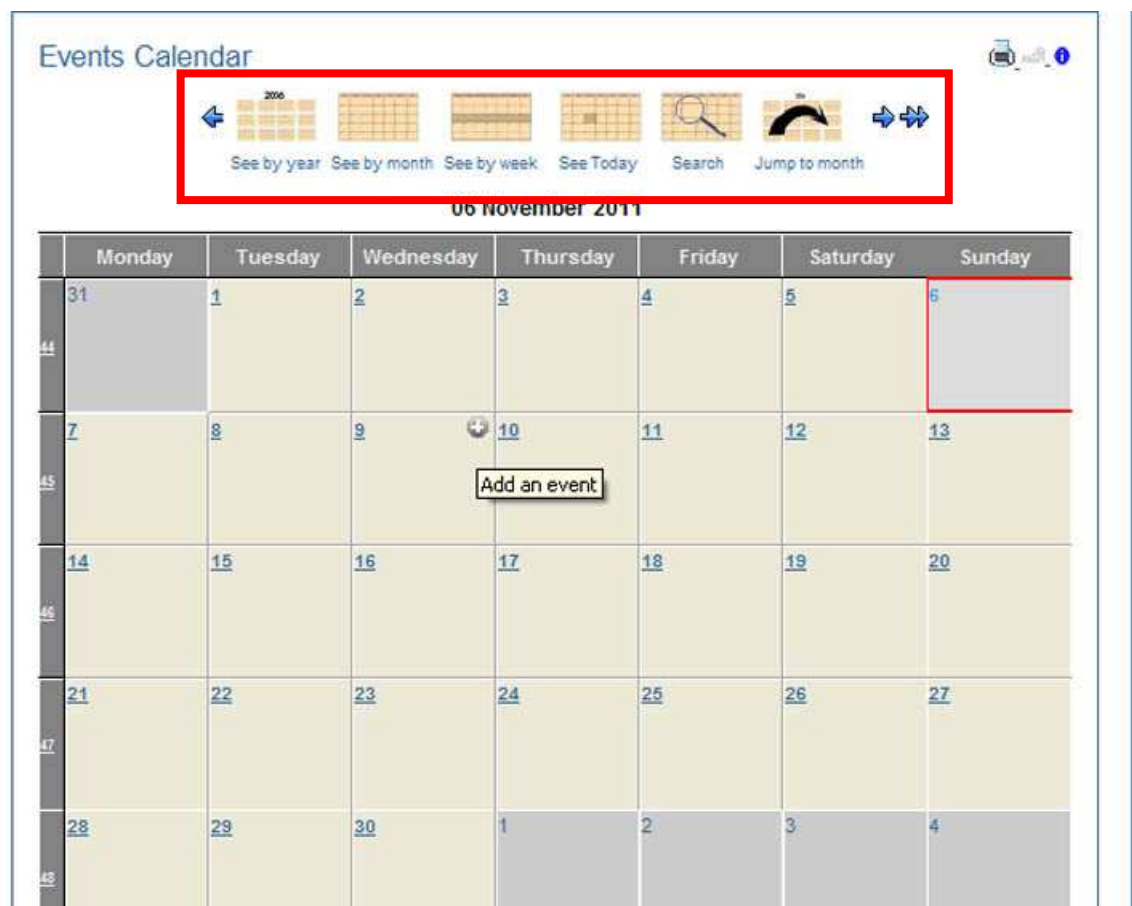 Events Calendar
2006
See by year See by month See by week See Today Search Jump to month
06 November 2011
Monday Tuesday Wednesday Thursday Friday Saturday Sunday
31 1 2 3 4 5 6
44
7 8 9 10 11 12 13
Add an event
45
14 15 16 17 18 19 20
46
21 22 23 24 25 26 27
47
28 29 30 1 2 3 4
48